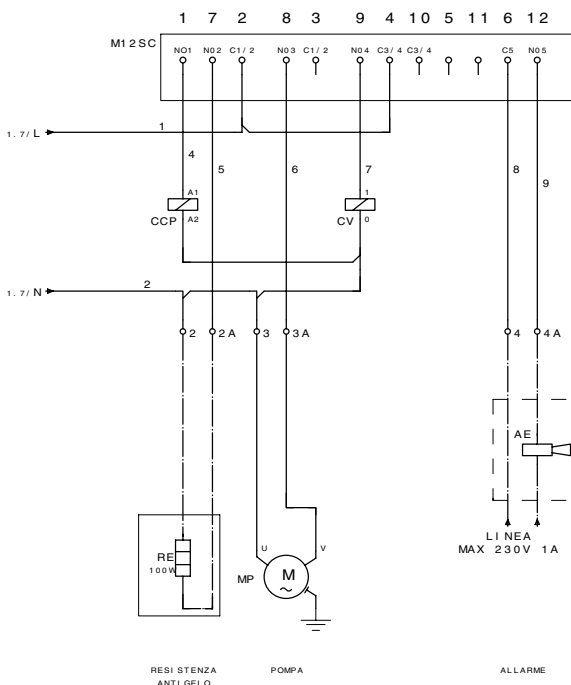 1 7 2 8 3 9 4 10 5 11 6 12
M12SC
NO1 NO2 C1/2 NO3 C1/2 NO4 C3/4 C3/4 C5 NO5
1.7/L 1
4 5 6 7 8 9
A1 1
CCP A2 CV 0
1.7/N 2
2 2A 3 3A 4 4A
AE
LINEA
MAX 230V 1A
U V
RE
100W
MP M
~
RESISTENZA POMPA ALLARME
ANTIGELO